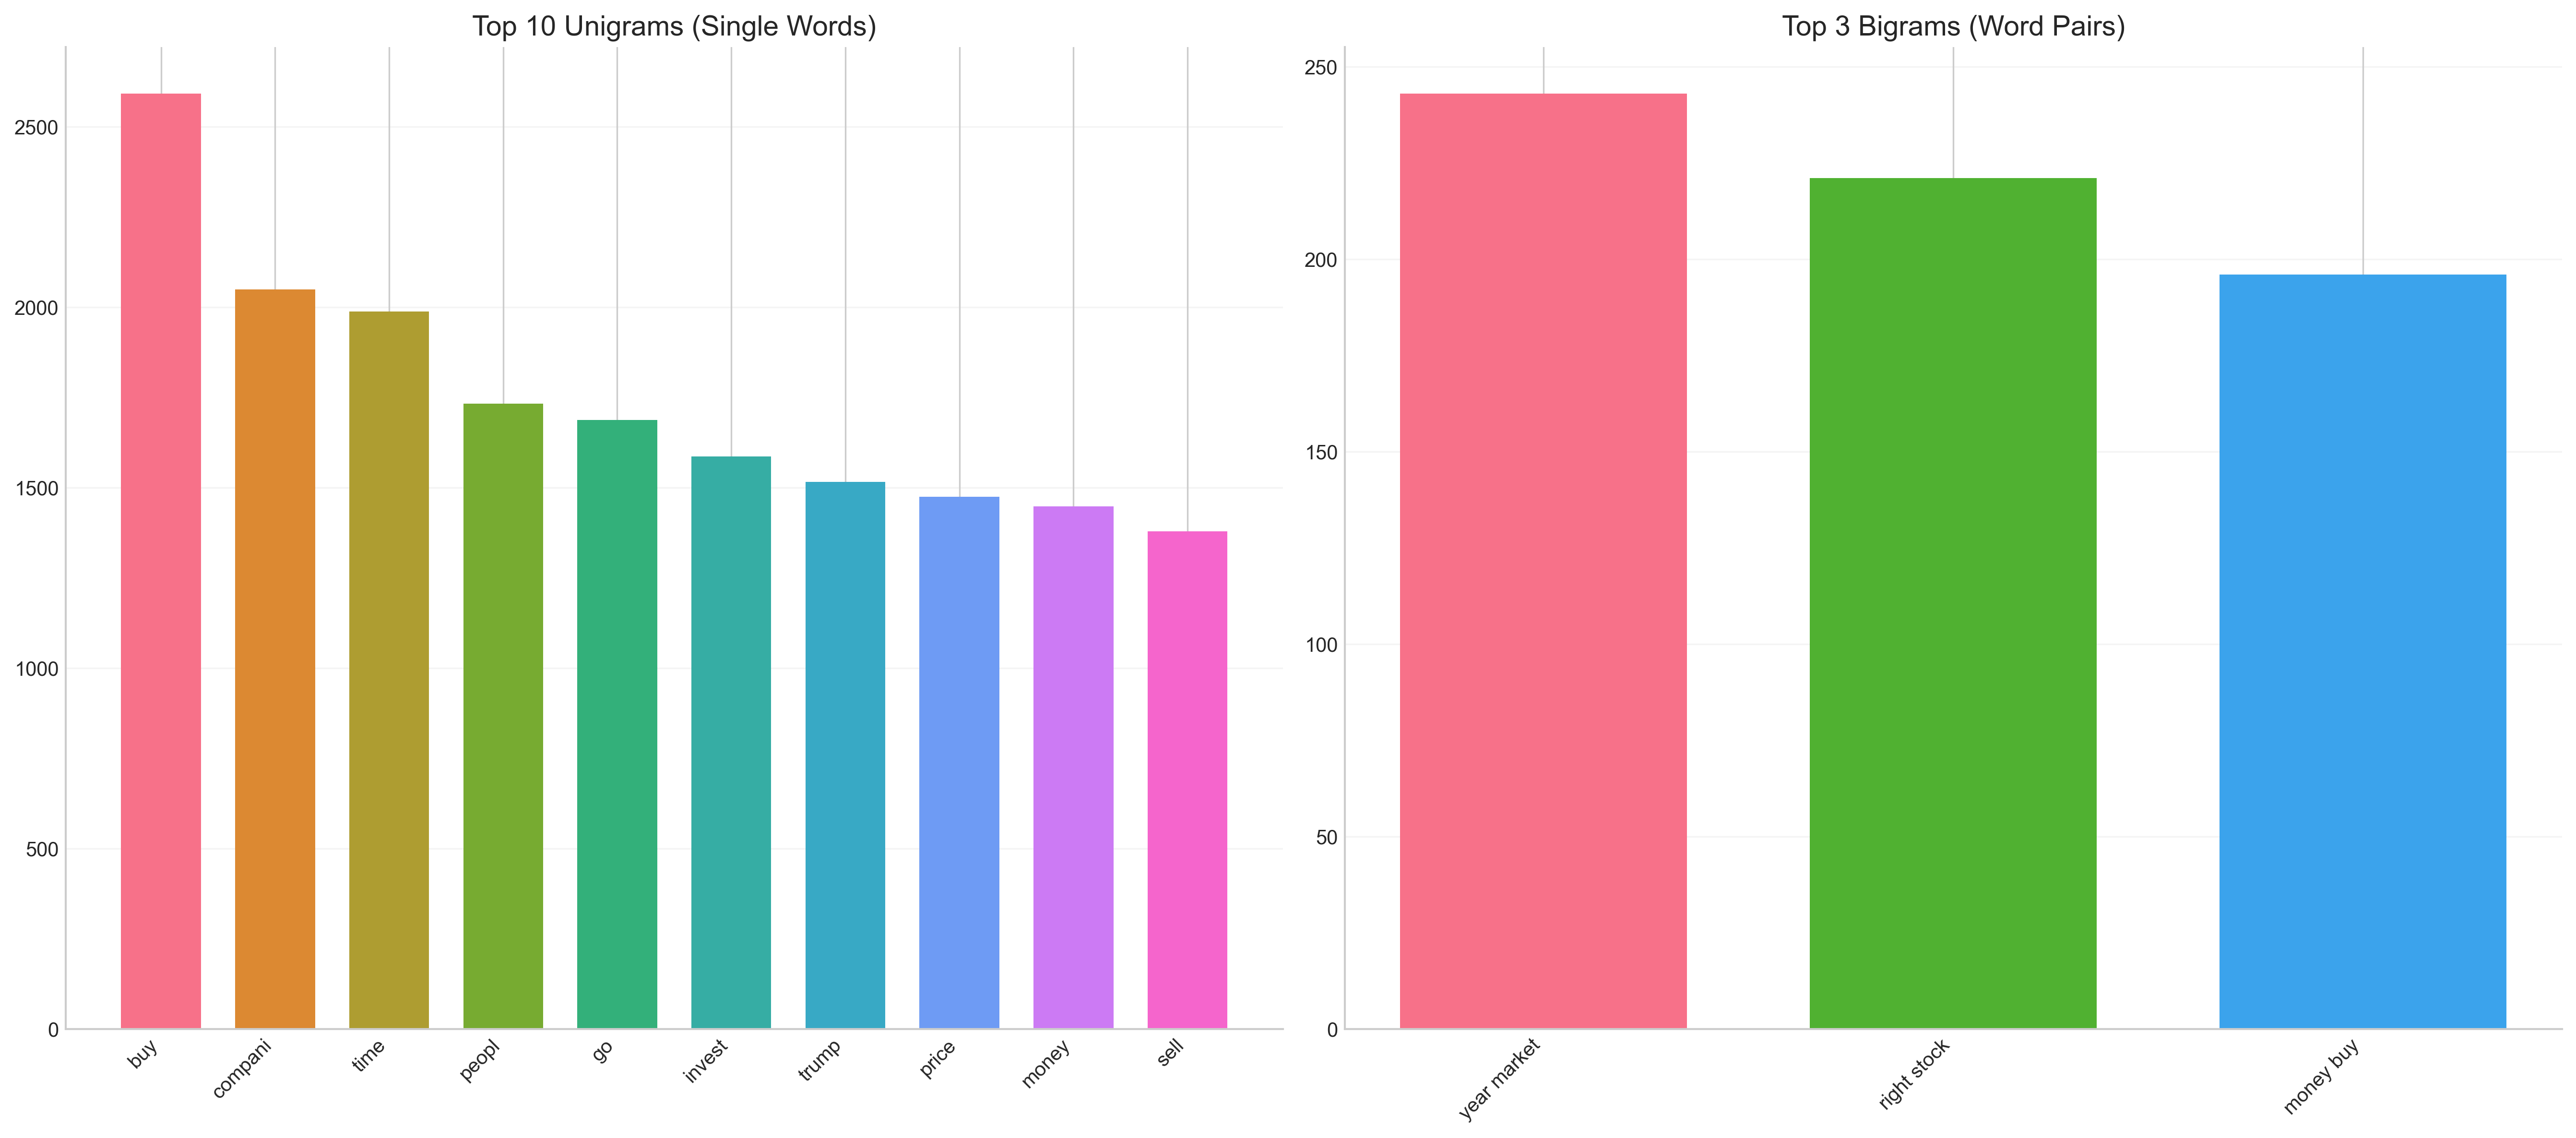 Top 10 Unigrams (Single Words)
2500
2000
1500
1000
500
0
buy
compani
time
peopl
go
invest
trump
price
money
sell
Top 3 Bigrams (Word Pairs)
250
200
150
100
50
0
year market
right stock
money buy